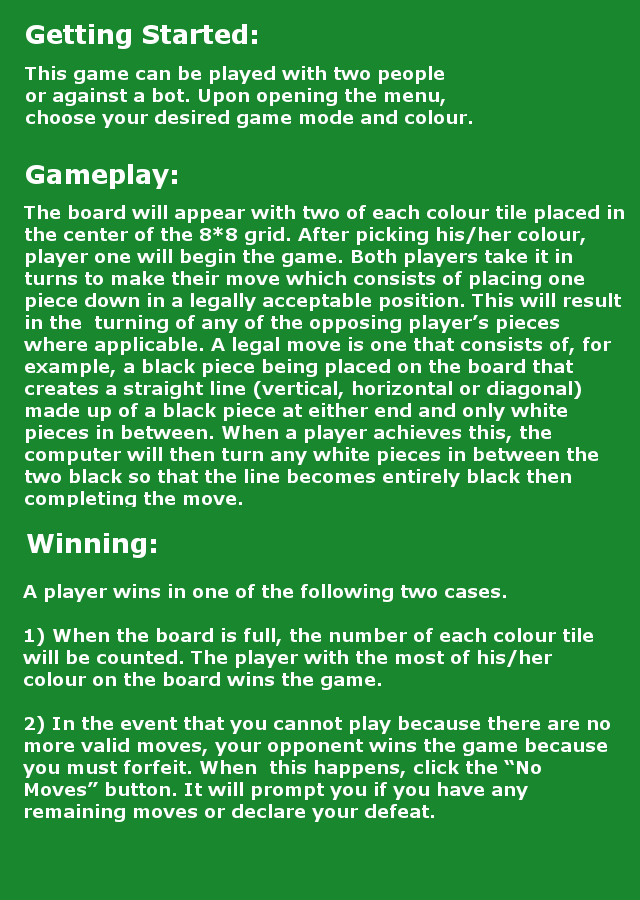 Getting Started:
This game can be played with two people
or against a bot. Upon opening the menu,
choose your desired game mode and colour.
Gameplay:
The board will appear with two of each colour tile placed in
the center of the 8*8 grid. After picking his/her colour,
player one will begin the game. Both players take it in
turns to make their move which consists of placing one
piece down in a legally acceptable position. This will result
in the  turning of any of the opposing player’s pieces
where applicable. A legal move is one that consists of, for
example, a black piece being placed on the board that
creates a straight line (vertical, horizontal or diagonal)
made up of a black piece at either end and only white
pieces in between. When a player achieves this, the
computer will then turn any white pieces in between the
two black so that the line becomes entirely black then
completing the move.
Winning:
A player wins in one of the following two cases.
1) When the board is full, the number of each colour tile
will be counted. The player with the most of his/her
colour on the board wins the game.
2) In the event that you cannot play because there are no
more valid moves, your opponent wins the game because
you must forfeit. When  this happens, click the “No
Moves” button. It will prompt you if you have any
remaining moves or declare your defeat.